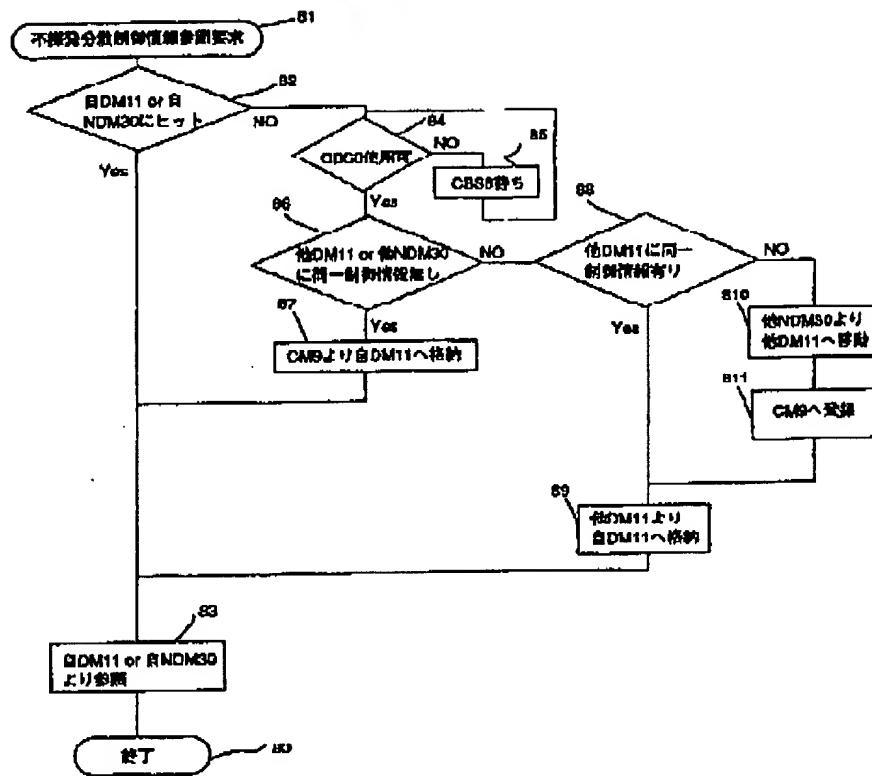 81
不揮発分散制御情報参照要求
82
自DM11 or 自
NDM30にヒット
NO
Yes
84
NO
85
CBS8待ち
Yes
86
他DM11 or 他NDM30
に同一制御情報無し
NO
88
他DM11に同一
制御情報有り
NO
Yes
87
CM9より自DM11へ格納
Yes
810
他NDM30より
他DM11へ移動
811
CM9へ登録
89
他DM11より
自DM11へ格納
83
自DM11 or 自NDM30
より参照
終了